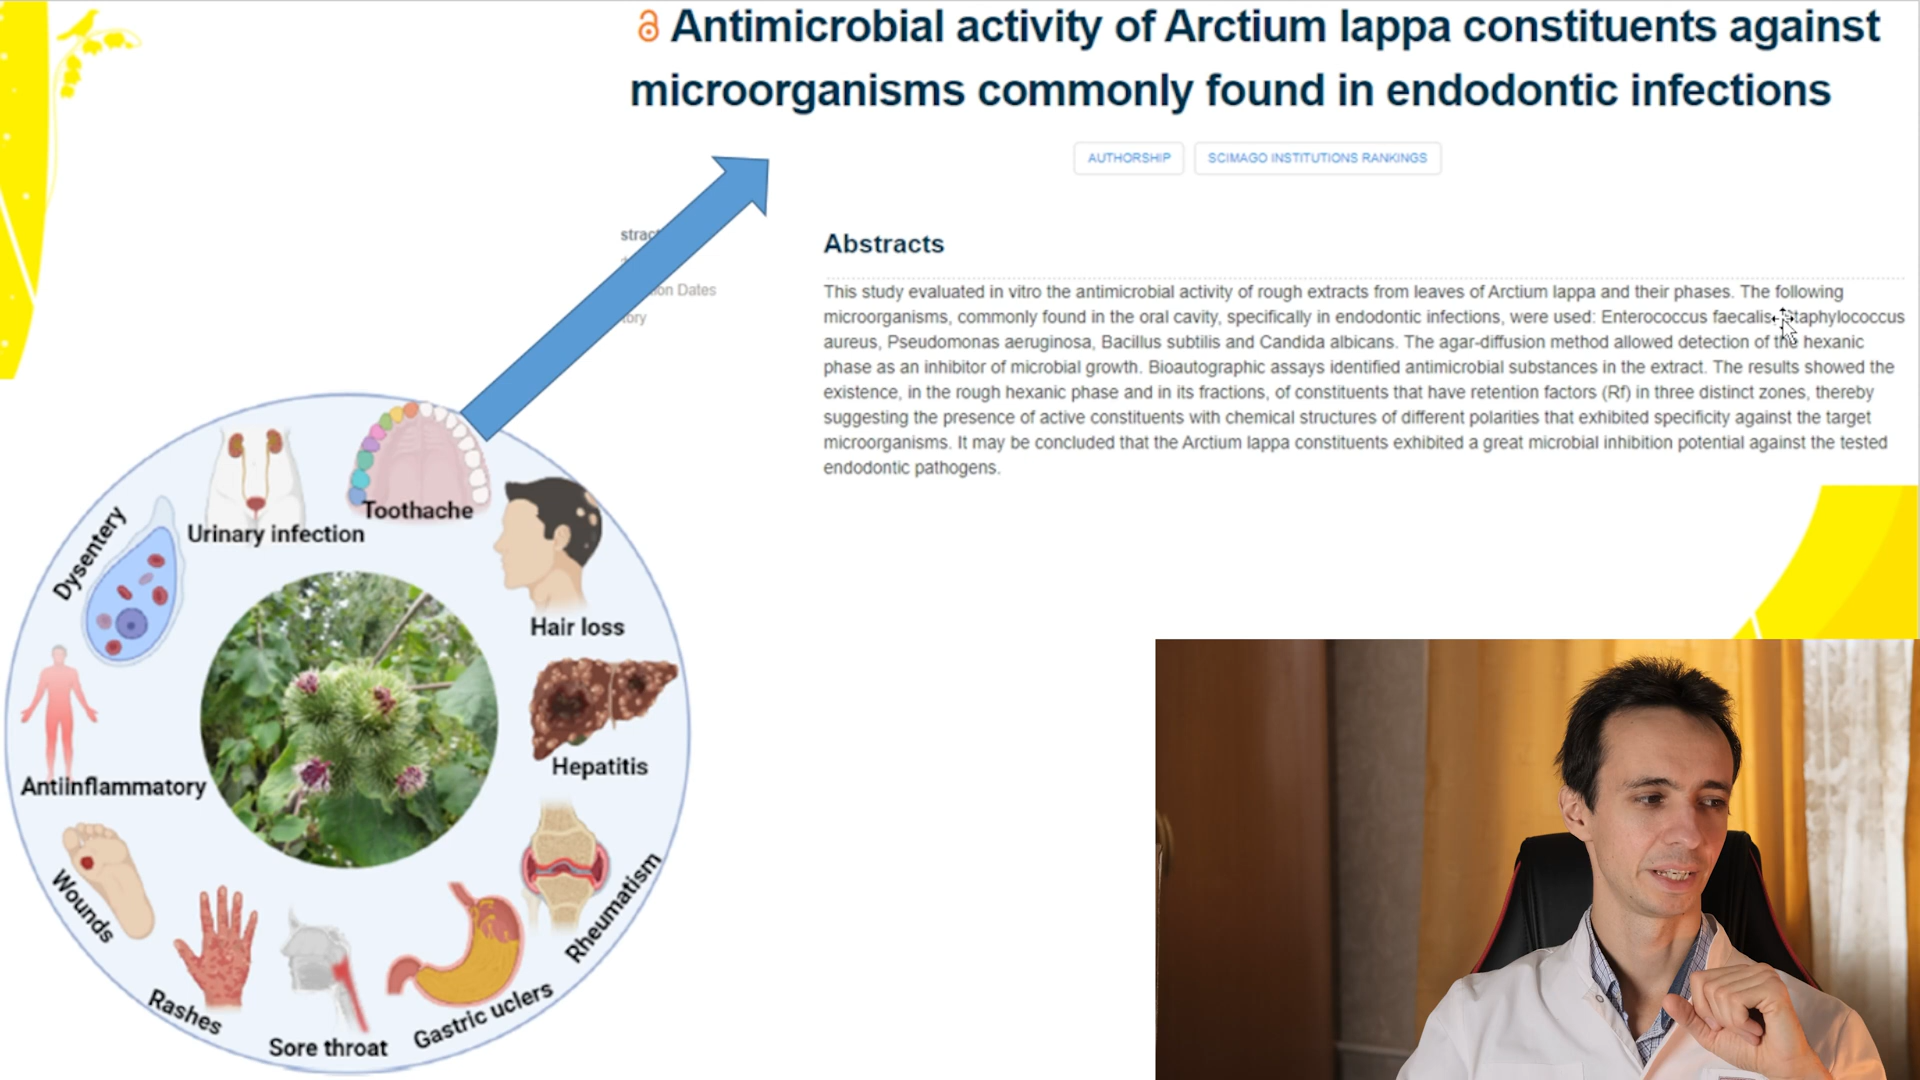 Antimicrobial activity of Arctium lappa constituents against
microorganisms commonly found in endodontic infections
AUTHORSHIP
SCIMAGO INSTITUTIONS RANKINGS
Abstracts
This study evaluated in vitro the antimicrobial activity of rough extracts from leaves of Arctium lappa and their phases. The following
microorganisms, commonly found in the oral cavity, specifically in endodontic infections, were used: Enterococcus faecalis, Staphylococcus
aureus, Pseudomonas aeruginosa, Bacillus subtilis and Candida albicans. The agar-diffusion method allowed detection of the hexanic
phase as an inhibitor of microbial growth. Bioautographic assays identified antimicrobial substances in the extract. The results showed the
existence, in the rough hexanic phase and in its fractions, of constituents that have retention factors (Rf) in three distinct zones, thereby
suggesting the presence of active constituents with chemical structures of different polarities that exhibited specificity against the target
microorganisms. It may be concluded that the Arctium lappa constituents exhibited a great microbial inhibition potential against the tested
endodontic pathogens.
strac
on Dates
ory
Toothache
Urinary infection
Dysentery
Hair loss
Hepatitis
Antiinflammatory
Rheumatism
Wounds
Rashes
Gastric uclers
Sore throat